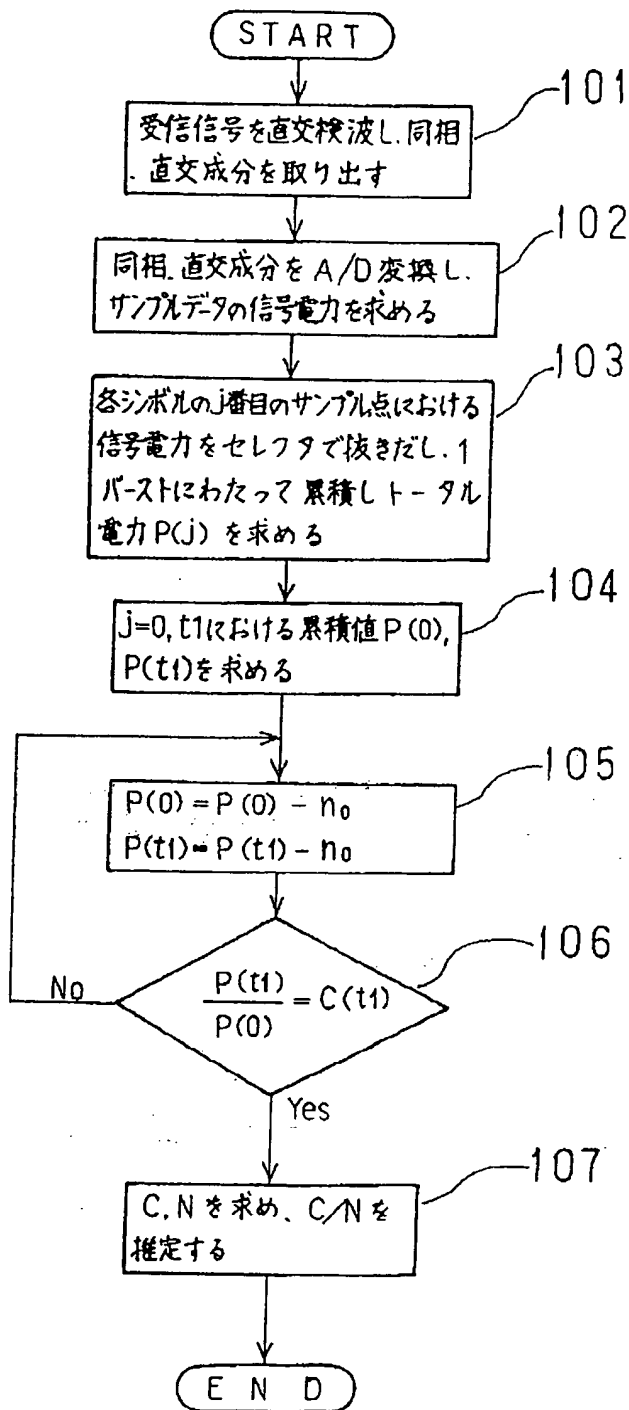 START
101
受信信号を直交検波し、同相
、直交成分を取り出す
102
同相、直交成分をA/D変換し、
サンプルデータの信号電力を求める
103
各シンボルのj番目のサンプル点における
信号電力をセレクタで抜きだし、1
バーストにわたって累積しトータル
電力P(j)を求める
104
j=0,t1における累積値P(0),
P(t1)を求める
105
P(0)=P(0)-n₀
P(t1)=P(t1)-n₀
106
P(t1)
P(0)
=C(t1)
No
Yes
107
C,Nを求め、C/Nを
推定する
END